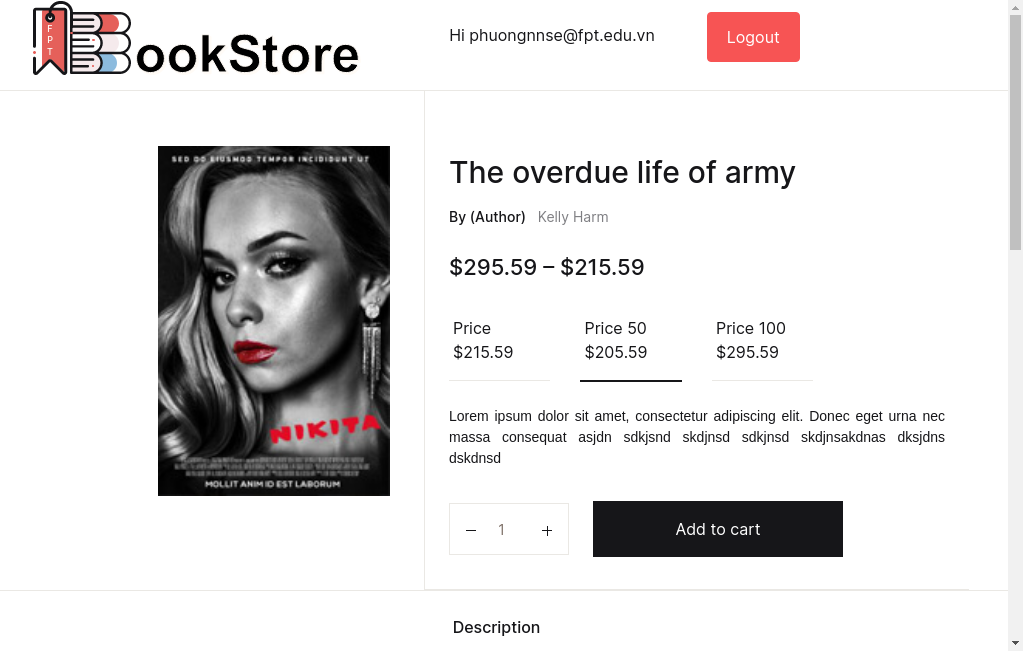 FPT
BookStore
Hi phuongnnse@fpt.edu.vn
Logout
SED DO EIUSMOD TEMPOR INCIDIDUNT UT
NIKITA
MOLLIT ANIM ID EST LABORUM
The overdue life of army
By (Author) Kelly Harm
$295.59 – $215.59
Price
$215.59
Price 50
$205.59
Price 100
$295.59
Lorem ipsum dolor sit amet, consectetur adipiscing elit. Donec eget urna nec
massa consequat asjdn sdkjsnd skdjnsd sdkjnsd skdjnsakdnas dksjdns
dskdnsd
− 1 +
Add to cart
Description